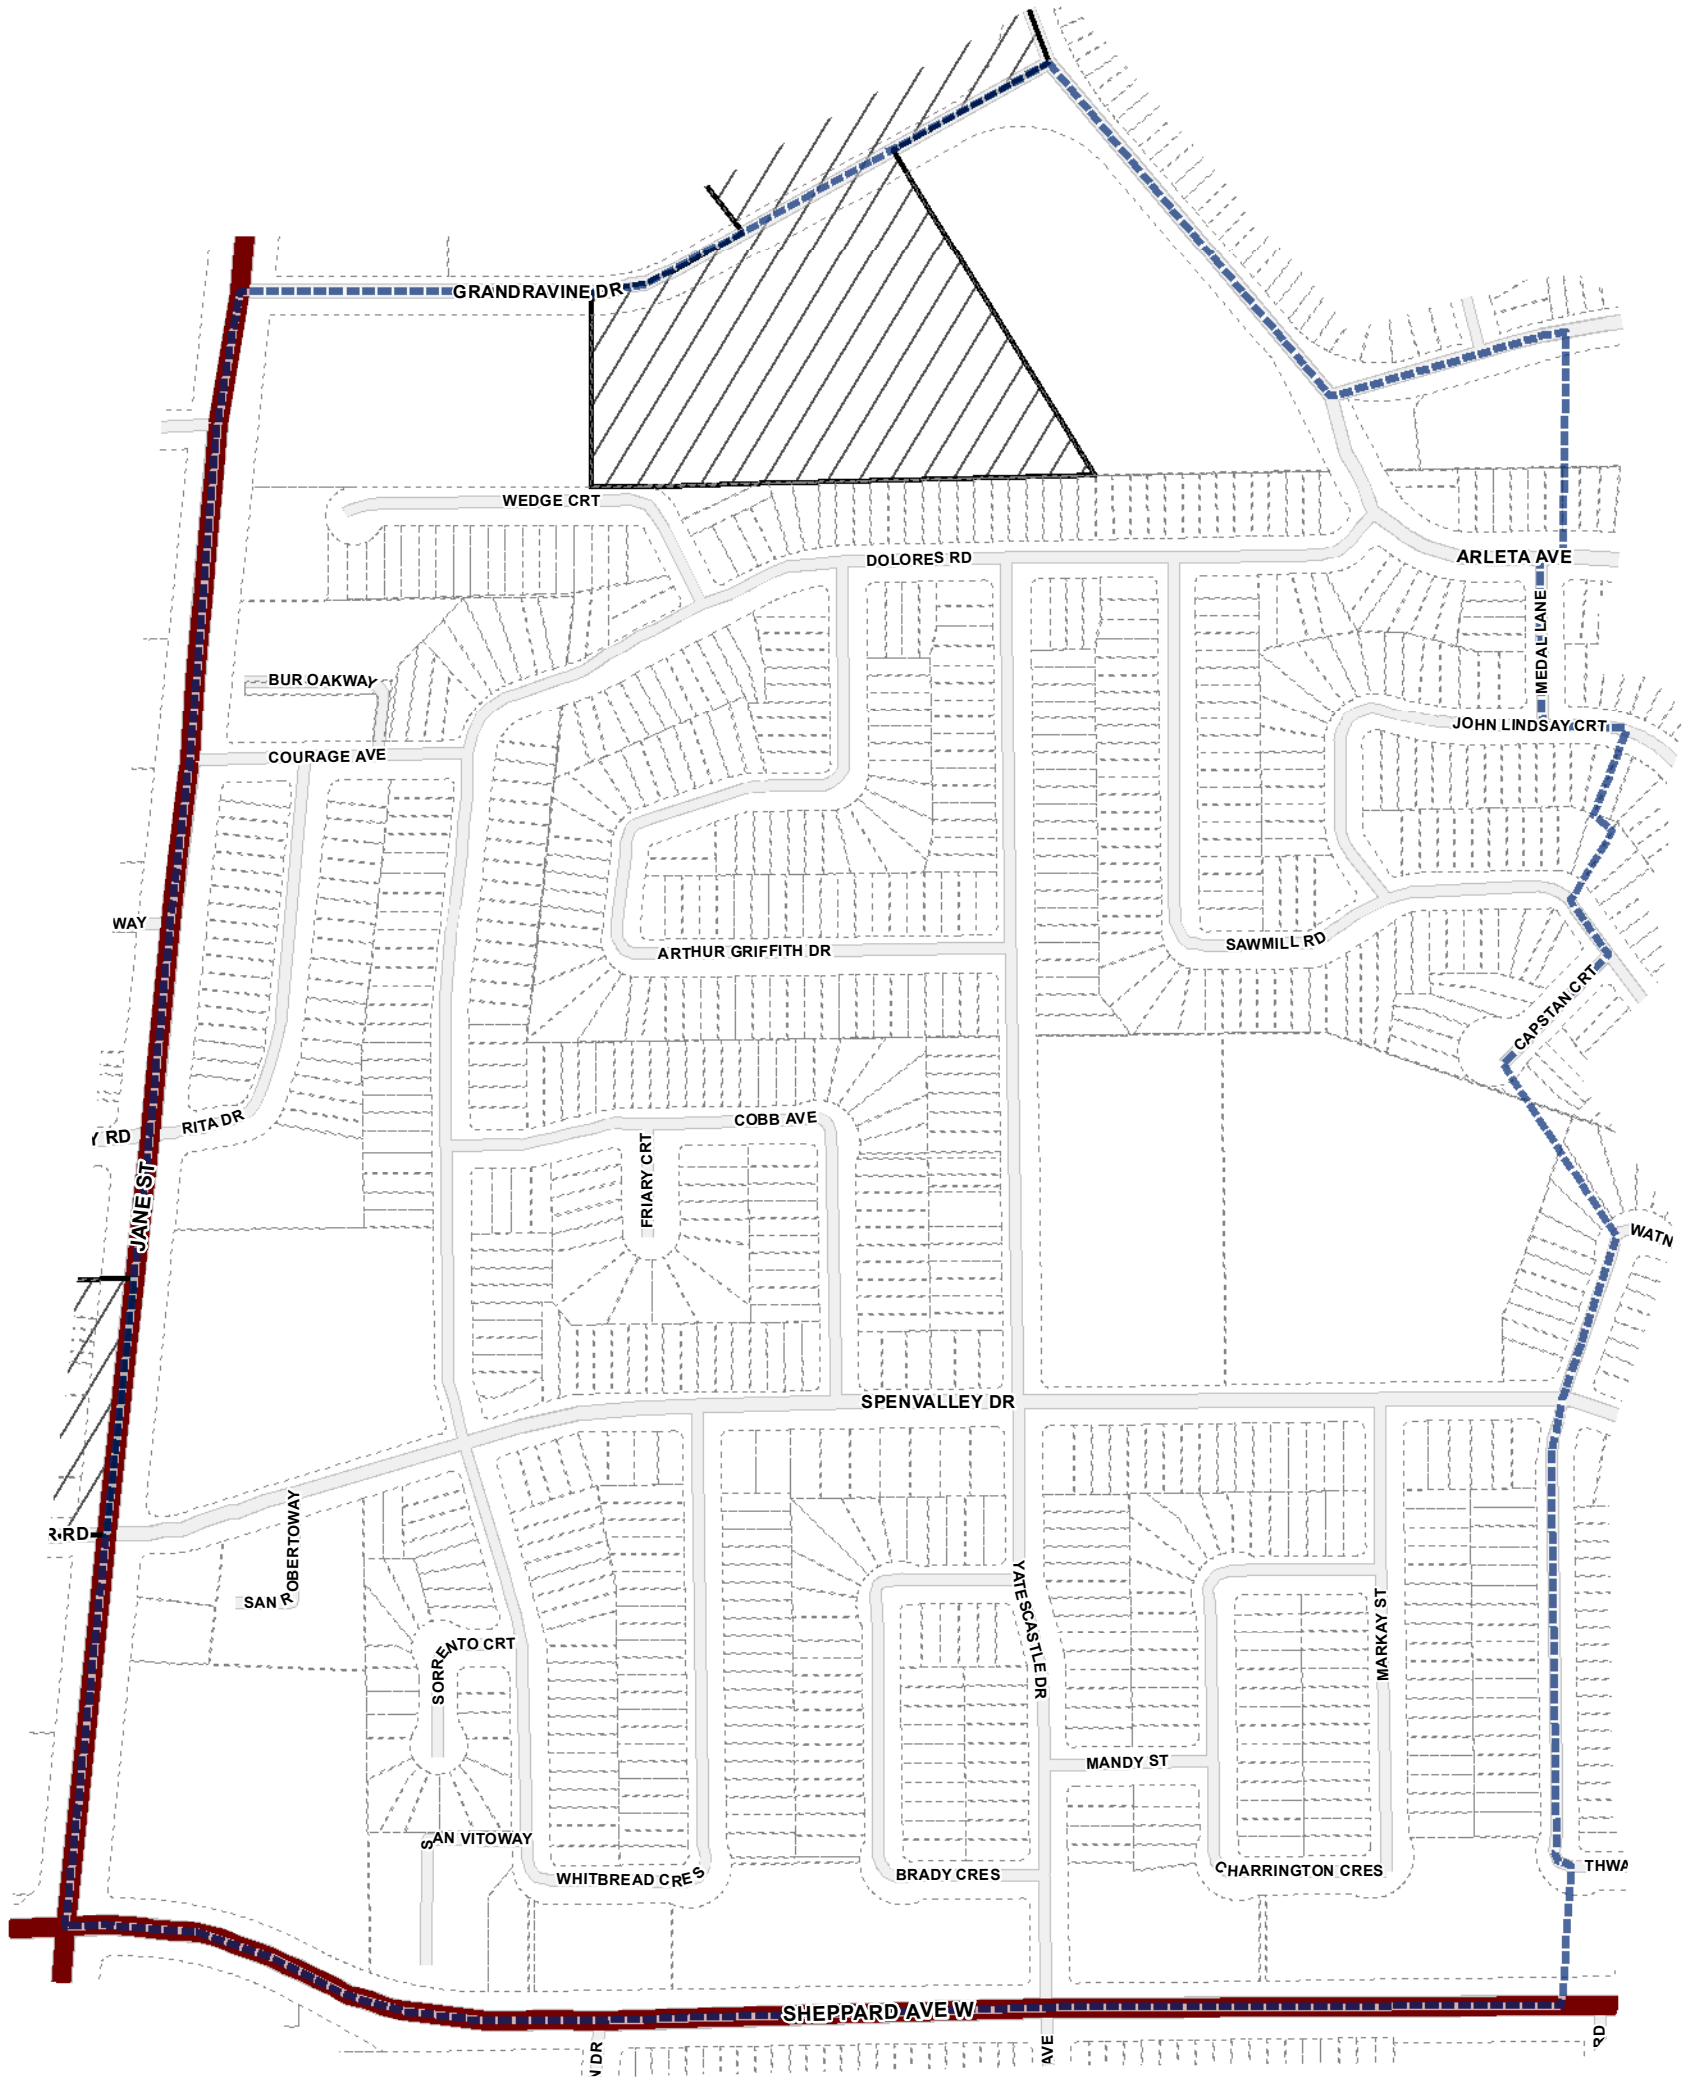 GRANDRAVINE DR
WEDGE CRT
DOLORES RD
ARLETA AVE
MEDAL LANE
BUR OAKWAY
JOHN LINDSAY CRT
COURAGE AVE
WAY
ARTHUR GRIFFITH DR
SAWMILL RD
CAPSTAN CRT
RITA DR
Y RD
COBB AVE
FRIARY CRT
JANE ST
WATN
SPENVALLEY DR
R RD
SAN ROBERTOWAY
YATESCASTLE DR
MARKAY ST
SORRENTO CRT
MANDY ST
SAN VITOWAY
WHITBREAD CRES
BRADY CRES
CHARRINGTON CRES
THWA
SHEPPARD AVE W
N DR
AVE
RD